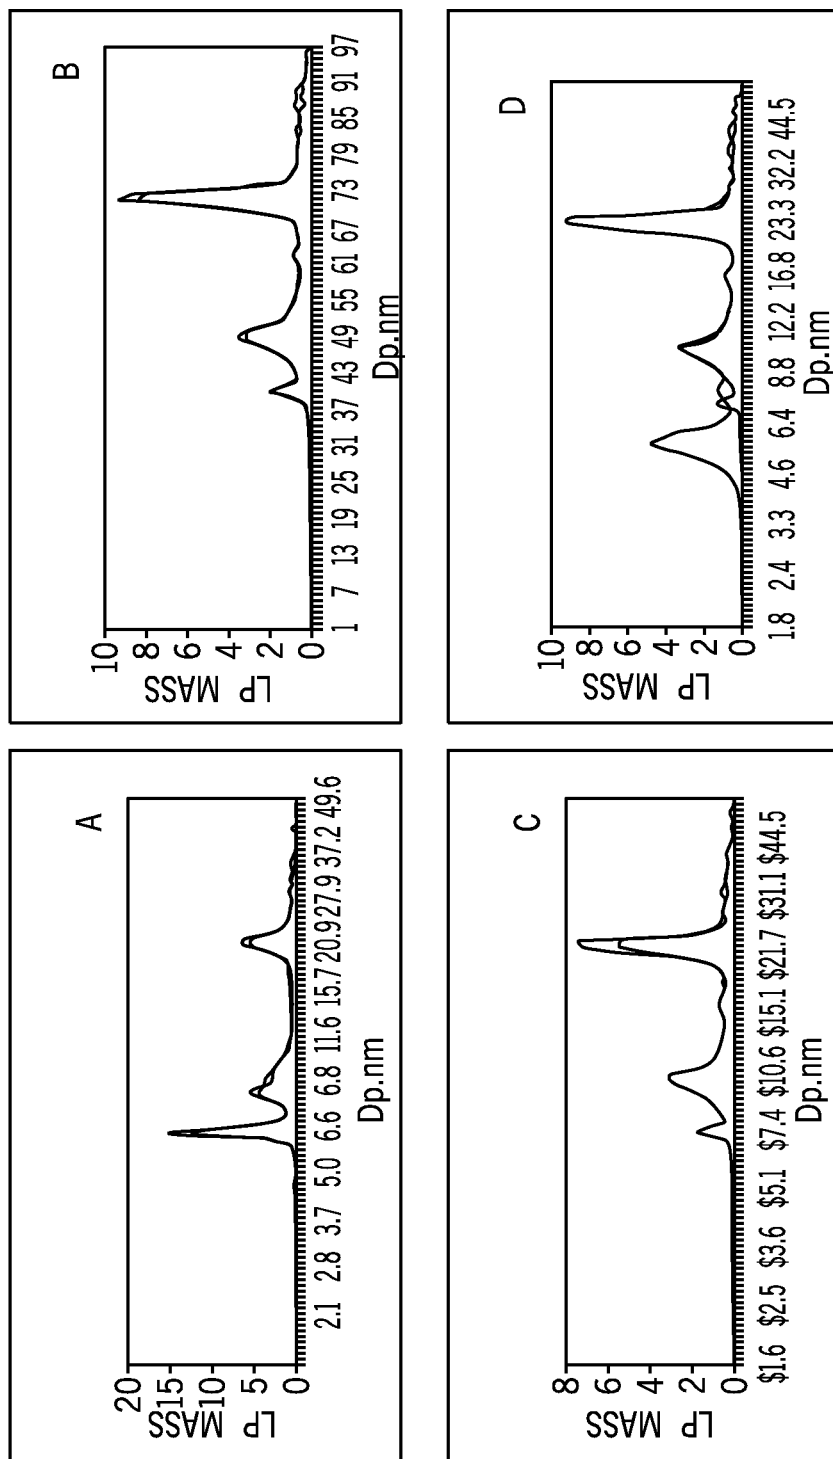 A
20
15
10
5
0
LP MASS
2.1 2.8 3.7 5.0 6.6 6.8 11.6 15.7 20.9 27.9 37.2 49.6
Dp.nm
B
10
8
6
4
2
0
LP MASS
1 7 13 19 25 31 37 43 49 55 61 67 73 79 85 91 97
Dp.nm
C
8
6
4
2
0
LP MASS
$1.6 $2.5 $3.6 $5.1 $7.4 $10.6 $15.1 $21.7 $31.1 $44.5
Dp.nm
D
10
8
6
4
2
0
LP MASS
1.8 2.4 3.3 4.6 6.4 8.8 12.2 16.8 23.3 32.2 44.5
Dp.nm